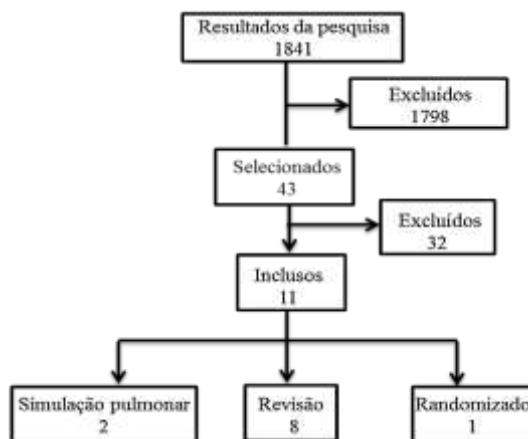 Resultados da pesquisa
1841
Excluídos
1798
Selecionados
43
Excluídos
32
Inclusos
11
Simulação pulmonar
2
Revisão
8
Randomizado
1